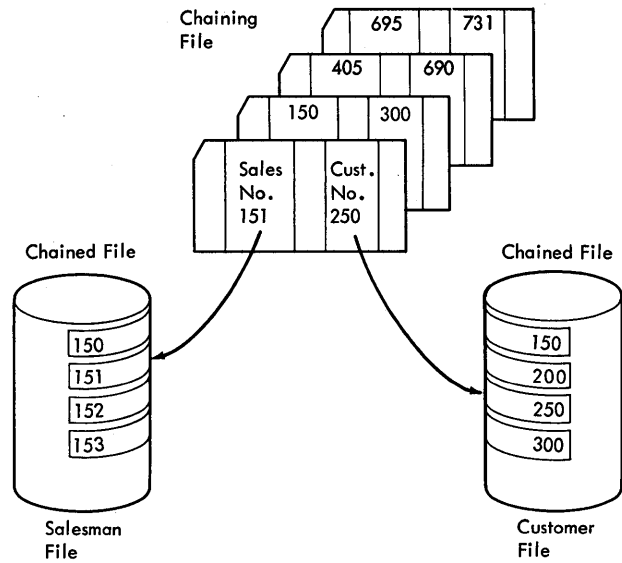 Chaining
File
695 731
405 690
150 300
Sales
No.
151
Cust.
No.
250
Chained File
150
151
152
153
Salesman
File
Chained File
150
200
250
300
Customer
File